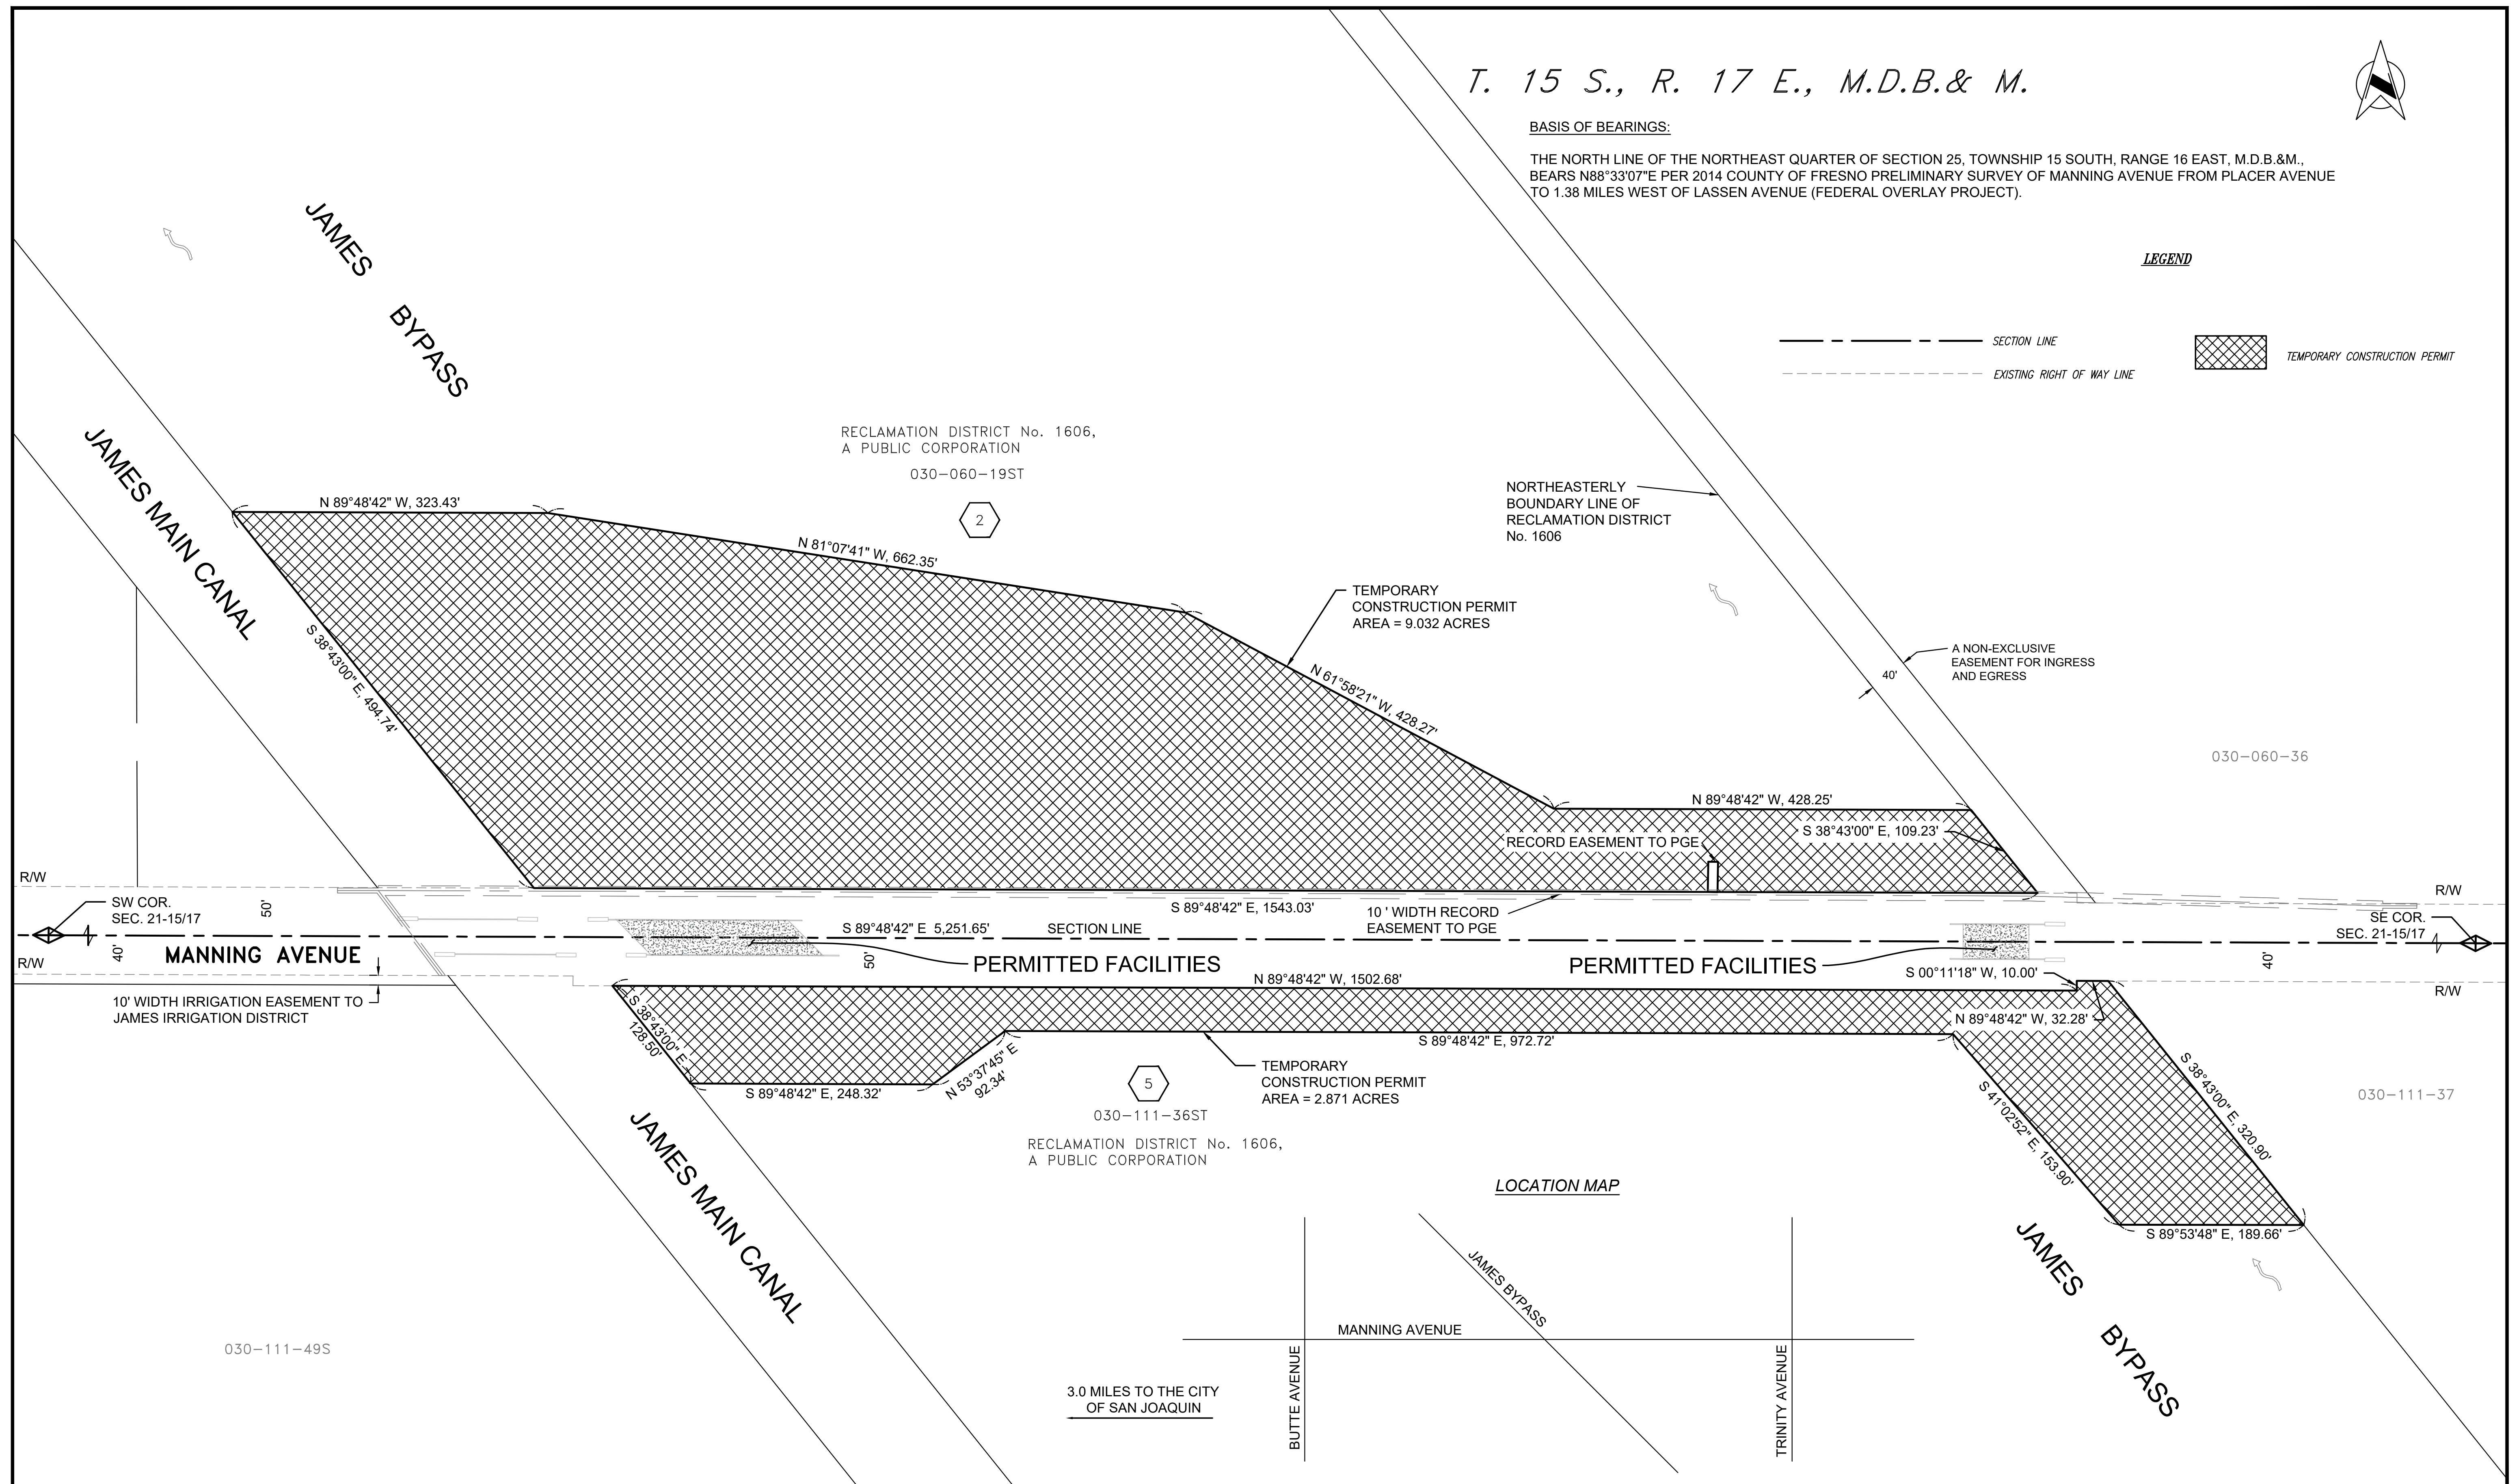 T. 15 S., R. 17 E., M.D.B.& M.
BASIS OF BEARINGS:
THE NORTH LINE OF THE NORTHEAST QUARTER OF SECTION 25, TOWNSHIP 15 SOUTH, RANGE 16 EAST, M.D.B.&M.,
BEARS N88°33'07"E PER 2014 COUNTY OF FRESNO PRELIMINARY SURVEY OF MANNING AVENUE FROM PLACER AVENUE
TO 1.38 MILES WEST OF LASSEN AVENUE (FEDERAL OVERLAY PROJECT).
N
LEGEND
SECTION LINE
EXISTING RIGHT OF WAY LINE
TEMPORARY CONSTRUCTION PERMIT
JAMES
BYPASS
JAMES MAIN CANAL
RECLAMATION DISTRICT No. 1606,
A PUBLIC CORPORATION
030-060-19ST
2
N 89°48'42" W, 323.43'
N 81°07'41" W, 662.35'
NORTHEASTERLY
BOUNDARY LINE OF
RECLAMATION DISTRICT
No. 1606
TEMPORARY
CONSTRUCTION PERMIT
AREA = 9.032 ACRES
S 38°43'00" E, 494.74'
N 61°58'21" W, 428.27'
A NON-EXCLUSIVE
EASEMENT FOR INGRESS
AND EGRESS
40'
030-060-36
N 89°48'42" W, 428.25'
S 38°43'00" E, 109.23'
RECORD EASEMENT TO PGE
R/W
R/W
SW COR.
SEC. 21-15/17
50'
S 89°48'42" E, 1543.03'
10 ' WIDTH RECORD
EASEMENT TO PGE
SE COR.
SEC. 21-15/17
S 89°48'42" E 5,251.65'
SECTION LINE
40'
MANNING AVENUE
R/W
50'
PERMITTED FACILITIES
PERMITTED FACILITIES
40'
S 00°11'18" W, 10.00'
N 89°48'42" W, 1502.68'
R/W
10' WIDTH IRRIGATION EASEMENT TO
JAMES IRRIGATION DISTRICT
N 89°48'42" W, 32.28'
S 38°43'00" E
128.50'
S 89°48'42" E, 972.72'
N 53°37'45" E
92.34'
S 89°48'42" E, 248.32'
TEMPORARY
CONSTRUCTION PERMIT
AREA = 2.871 ACRES
5
030-111-36ST
RECLAMATION DISTRICT No. 1606,
A PUBLIC CORPORATION
S 38°43'00" E, 320.90'
S 41°02'52" E, 153.90'
030-111-37
S 89°53'48" E, 189.66'
JAMES MAIN CANAL
JAMES
BYPASS
030-111-49S
LOCATION MAP
JAMES BYPASS
MANNING AVENUE
BUTTE AVENUE
TRINITY AVENUE
3.0 MILES TO THE CITY
OF SAN JOAQUIN